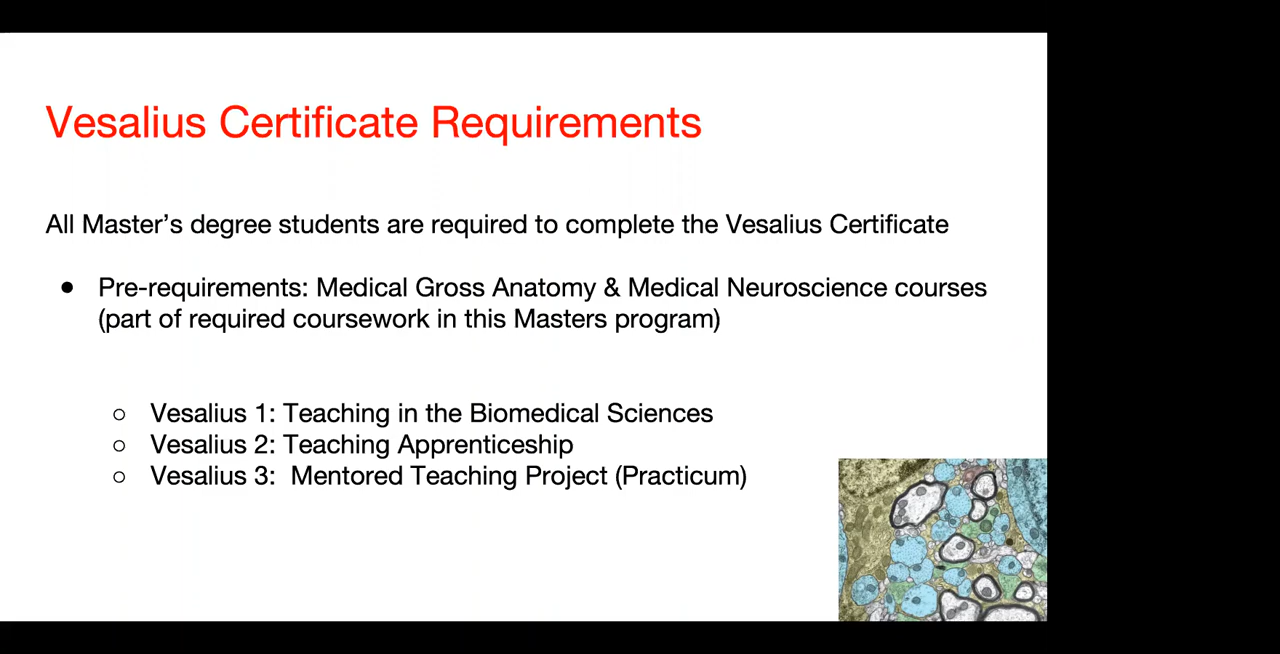 Vesalius Certificate Requirements
All Master’s degree students are required to complete the Vesalius Certificate
● Pre-requirements: Medical Gross Anatomy & Medical Neuroscience courses
(part of required coursework in this Masters program)
○ Vesalius 1: Teaching in the Biomedical Sciences
○ Vesalius 2: Teaching Apprenticeship
○ Vesalius 3:  Mentored Teaching Project (Practicum)